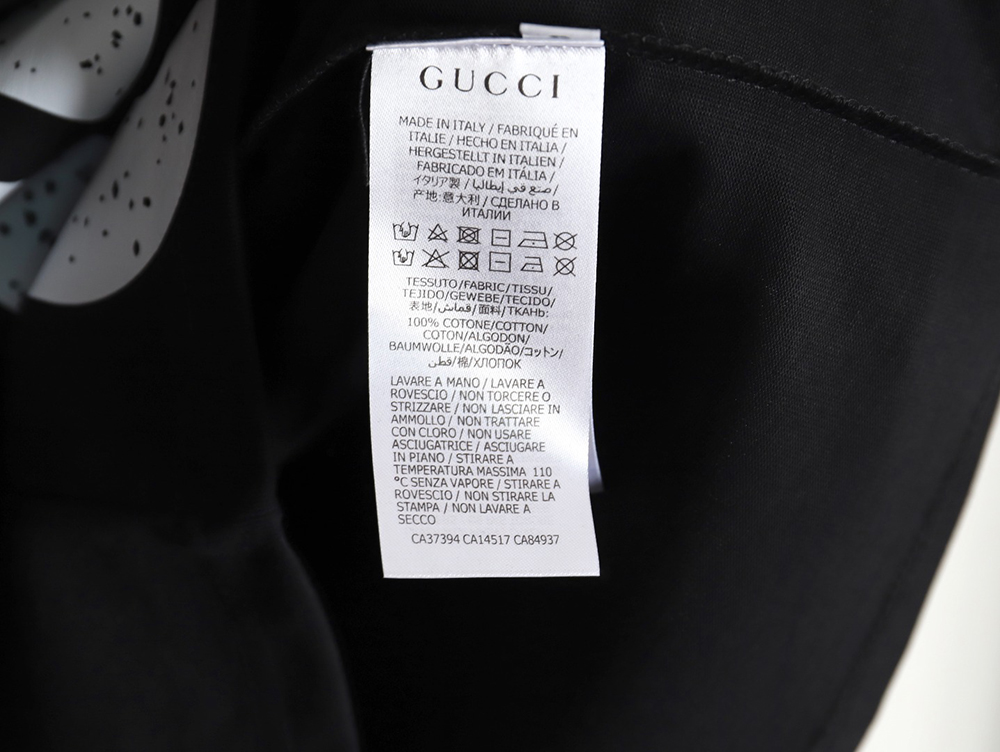 GUCCI
MADE IN ITALY / FABRIQUÉ EN
ITALIE / HECHO EN ITALIA /
HERGESTELLT IN ITALIEN /
FABRICADO EM ITÁLIA /
イタリア製 / صنع في إيطاليا /
产地:意大利 / СДЕЛАНО В
ИТАЛИИ
TESSUTO/FABRIC/TISSU/
TEJIDO/GEWEBE/TECIDO/
表地/قماش/面料/TKAHb:
100% COTONE/COTTON/
COTON/ALGODON/
BAUMWOLLE/ALGODÃO/コットン/
قطن/棉/ХЛОПОК
LAVARE A MANO / LAVARE A
ROVESCIO / NON TORCERE O
STRIZZARE / NON LASCIARE IN
AMMOLLO / NON TRATTARE
CON CLORO / NON USARE
ASCIUGATRICE / ASCIUGARE
IN PIANO / STIRARE A
TEMPERATURA MASSIMA 110
°C SENZA VAPORE / STIRARE A
ROVESCIO / NON STIRARE LA
STAMPA / NON LAVARE A
SECCO
CA37394 CA14517 CA84937